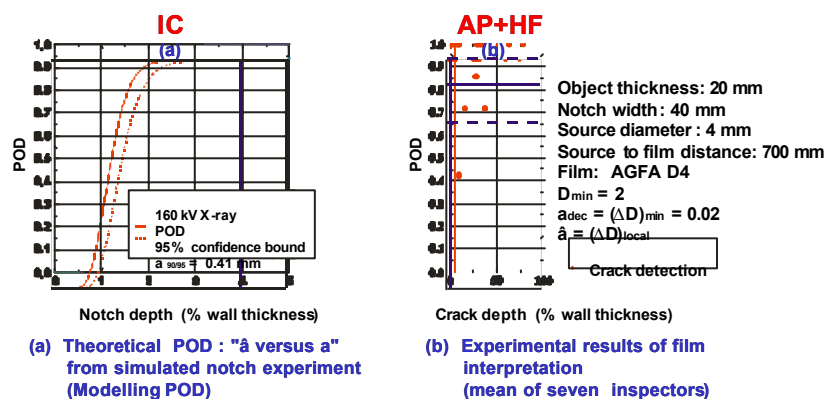 IC
AP+HF
(a)
(b)
POD
160 kV X-ray
POD
95% confidence bound
a 90/95 = 0.41 mm
Notch depth (% wall thickness)
POD
Crack detection
Crack depth (% wall thickness)
Object thickness: 20 mm
Notch width: 40 mm
Source diameter : 4 mm
Source to film distance: 700 mm
Film: AGFA D4
Dmin = 2
adec = (ΔD)min = 0.02
â = (ΔD)local
(a) Theoretical POD : "â versus a"
from simulated notch experiment
(Modelling POD)
(b) Experimental results of film
interpretation
(mean of seven inspectors)